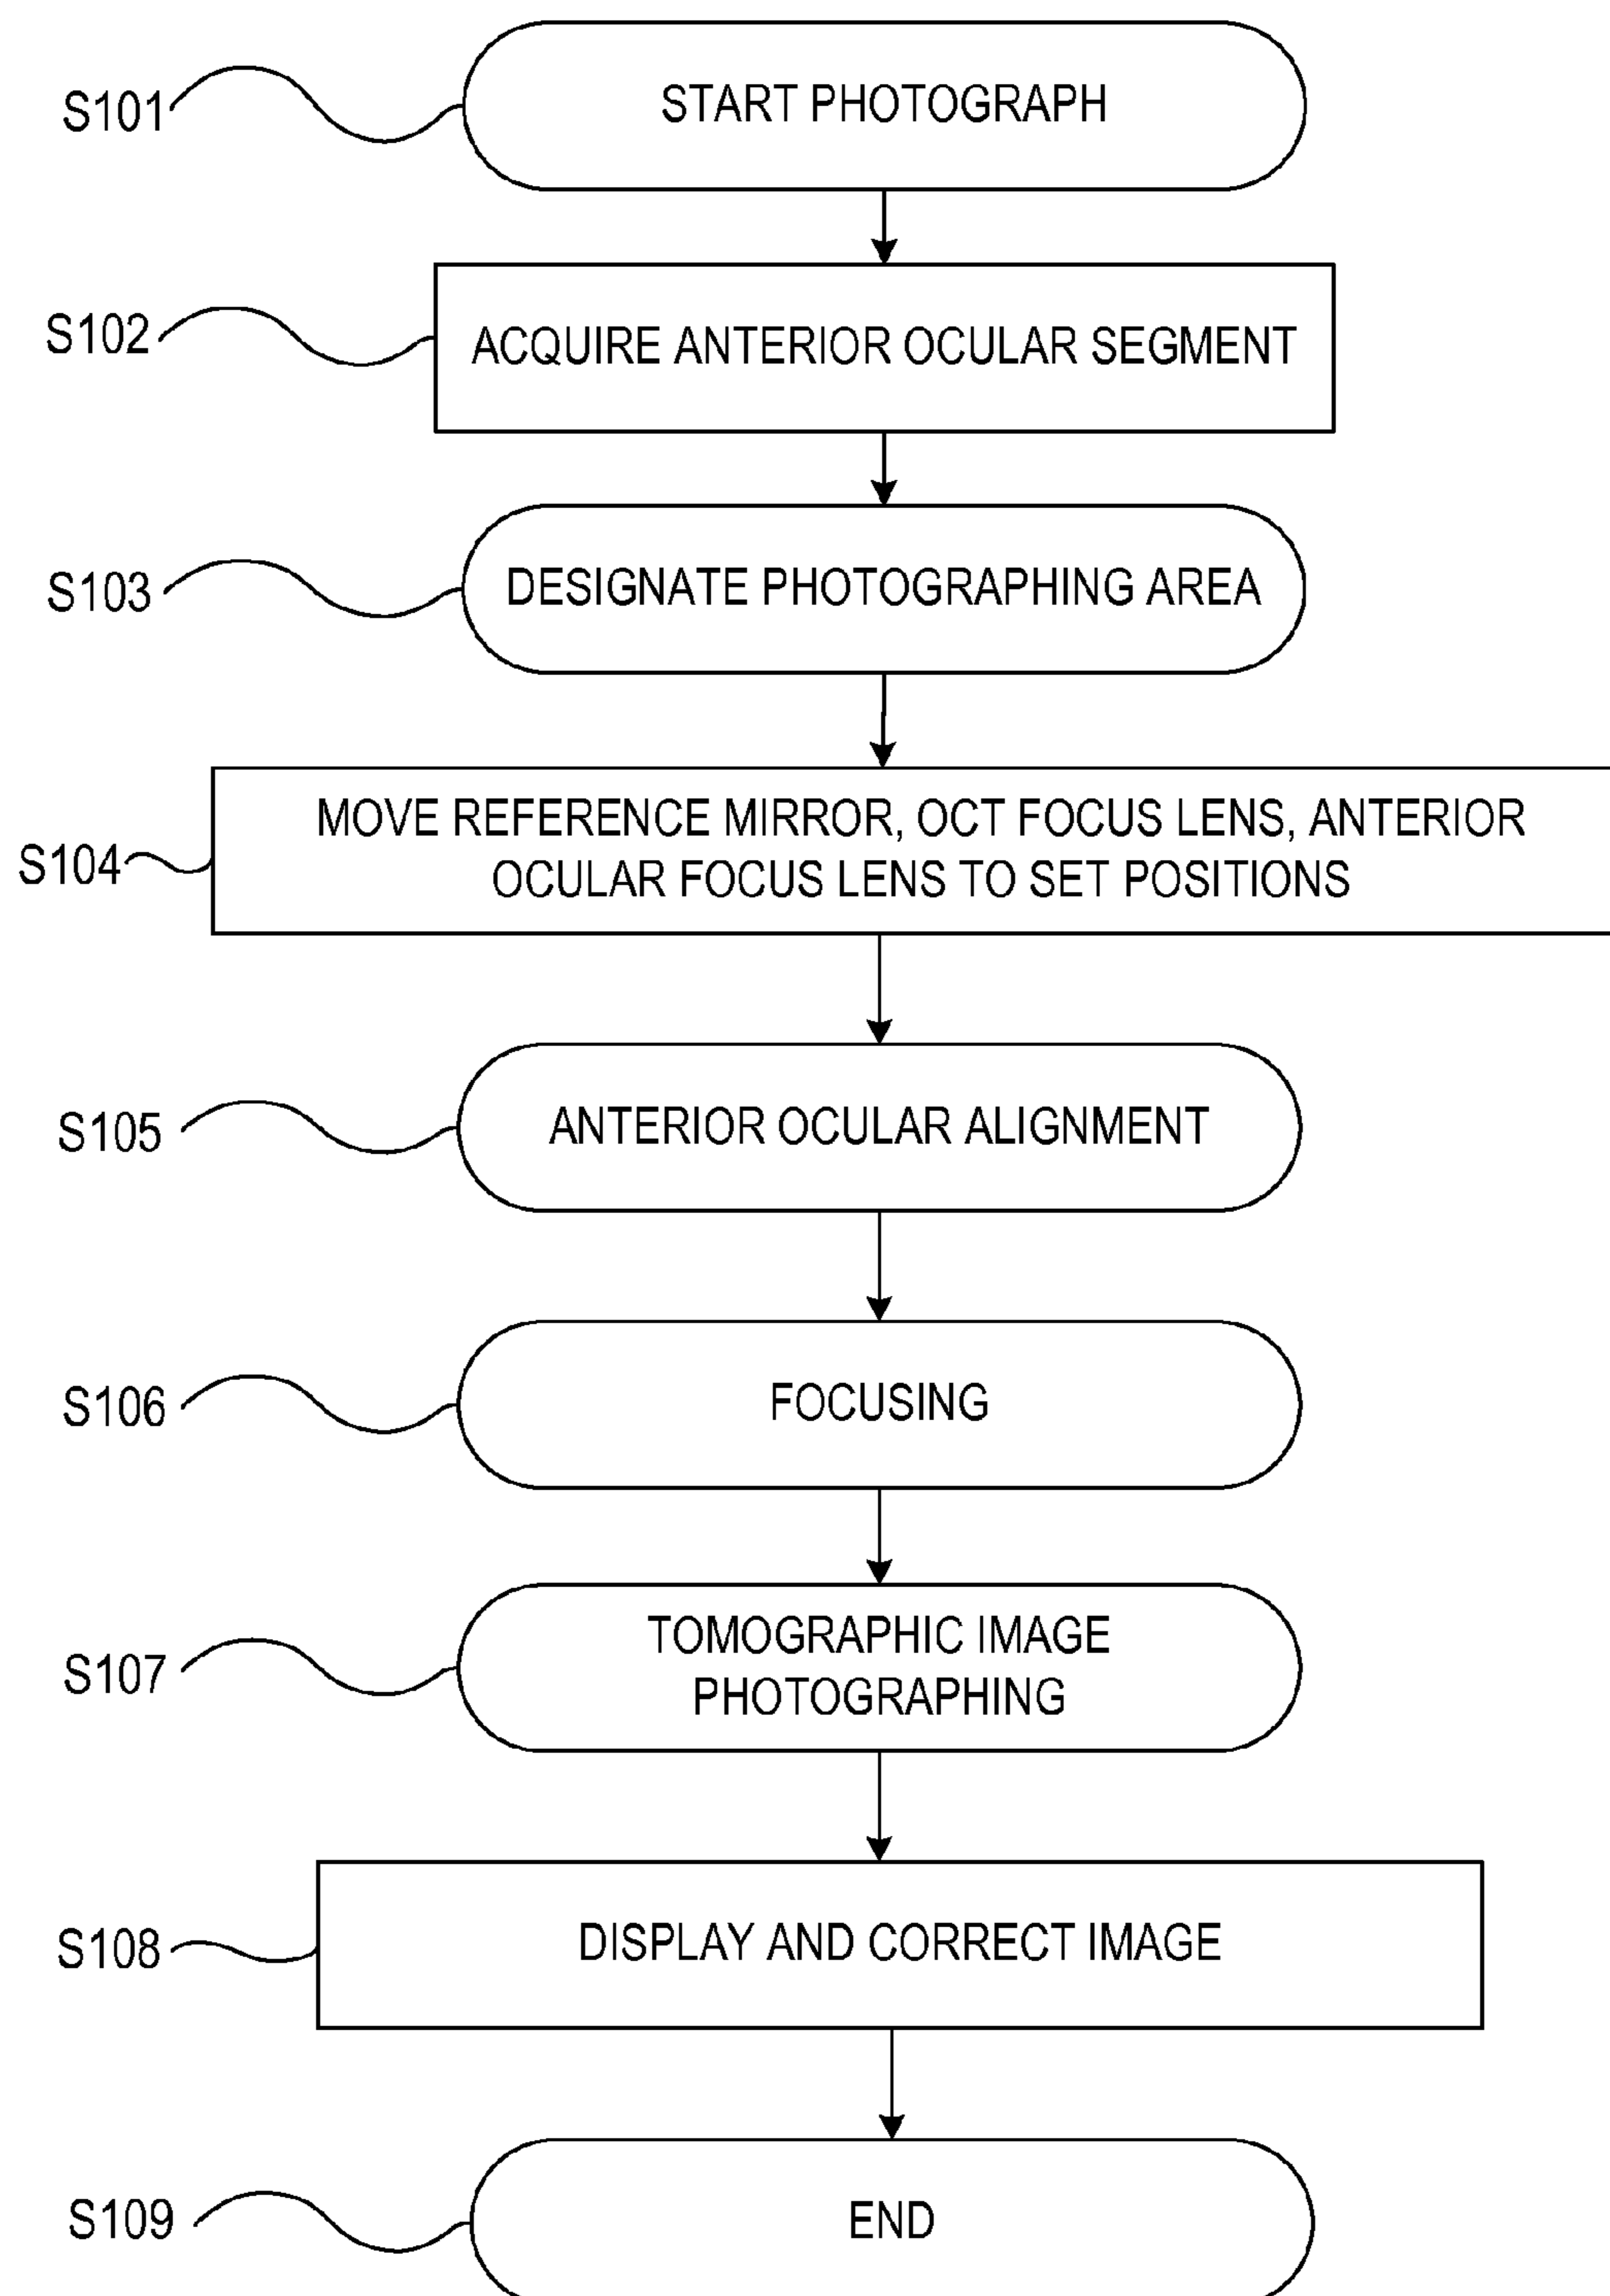 S101
START PHOTOGRAPH
S102
ACQUIRE ANTERIOR OCULAR SEGMENT
S103
DESIGNATE PHOTOGRAPHING AREA
S104
MOVE REFERENCE MIRROR, OCT FOCUS LENS, ANTERIOR
OCULAR FOCUS LENS TO SET POSITIONS
S105
ANTERIOR OCULAR ALIGNMENT
S106
FOCUSING
S107
TOMOGRAPHIC IMAGE
PHOTOGRAPHING
S108
DISPLAY AND CORRECT IMAGE
S109
END